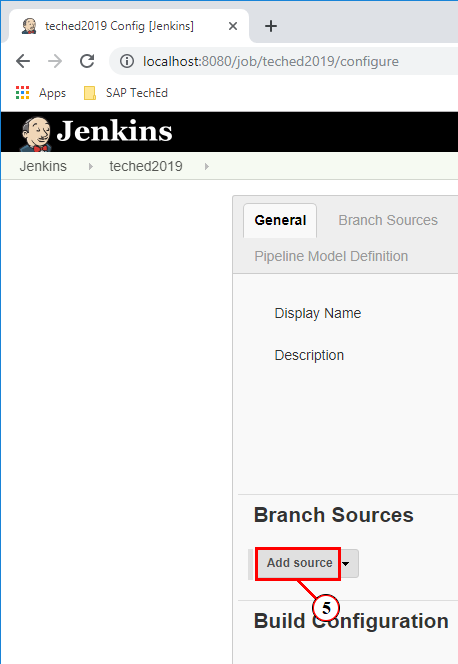 teched2019 Config [Jenkins]
localhost:8080/job/teched2019/configure
Apps SAP TechEd
Jenkins
Jenkins teched2019
General Branch Sources
Pipeline Model Definition
Display Name
Description
Branch Sources
Add source
5
Build Configuration